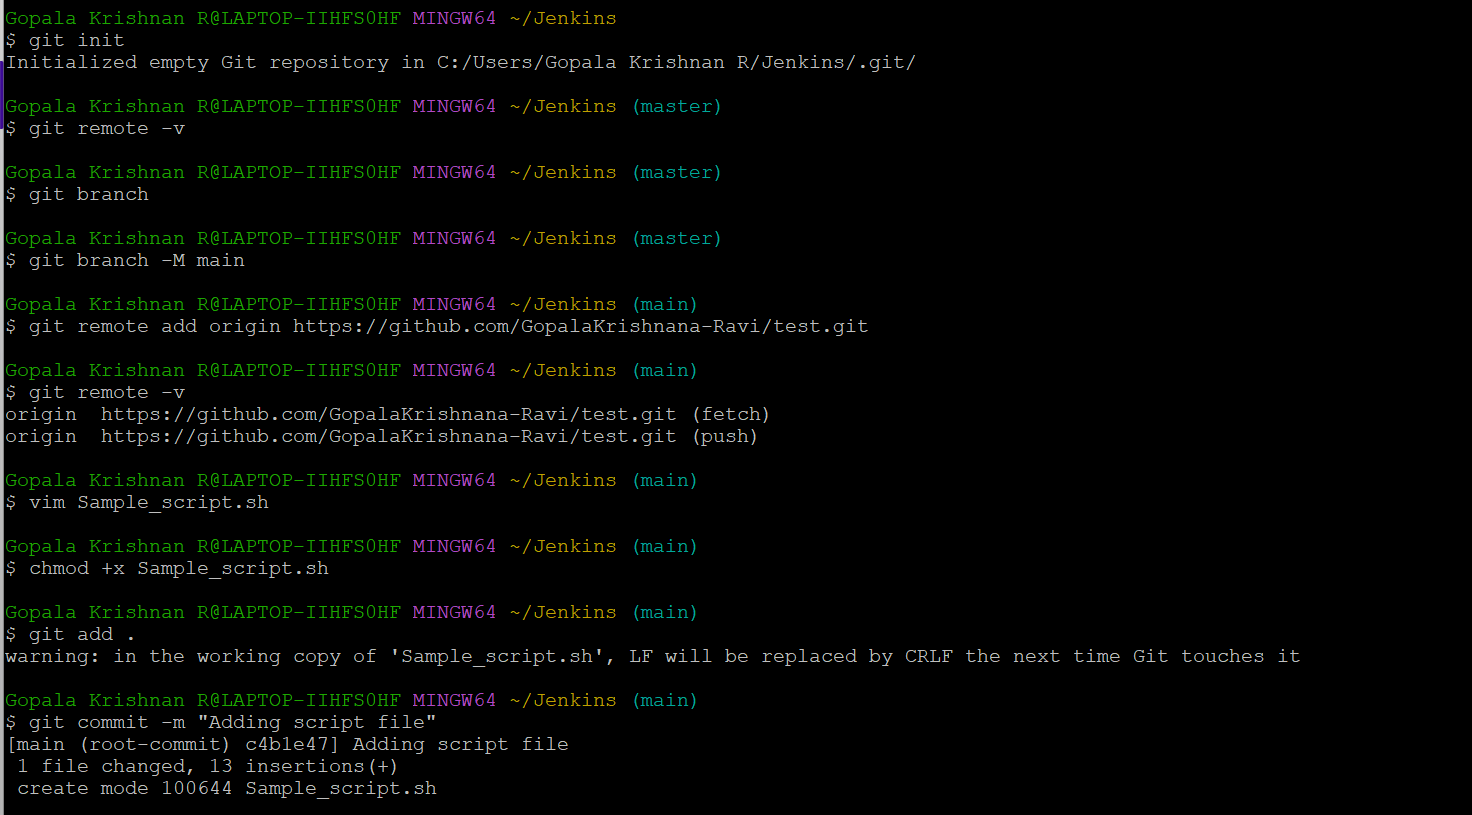 Gopala Krishnan R@LAPTOP-IIHFS0HF MINGW64 ~/Jenkins
$ git init
Initialized empty Git repository in C:/Users/Gopala Krishnan R/Jenkins/.git/
Gopala Krishnan R@LAPTOP-IIHFS0HF MINGW64 ~/Jenkins (master)
$ git remote -v
Gopala Krishnan R@LAPTOP-IIHFS0HF MINGW64 ~/Jenkins (master)
$ git branch
Gopala Krishnan R@LAPTOP-IIHFS0HF MINGW64 ~/Jenkins (master)
$ git branch -M main
Gopala Krishnan R@LAPTOP-IIHFS0HF MINGW64 ~/Jenkins (main)
$ git remote add origin https://github.com/GopalaKrishnana-Ravi/test.git
Gopala Krishnan R@LAPTOP-IIHFS0HF MINGW64 ~/Jenkins (main)
$ git remote -v
origin  https://github.com/GopalaKrishnana-Ravi/test.git (fetch)
origin  https://github.com/GopalaKrishnana-Ravi/test.git (push)
Gopala Krishnan R@LAPTOP-IIHFS0HF MINGW64 ~/Jenkins (main)
$ vim Sample_script.sh
Gopala Krishnan R@LAPTOP-IIHFS0HF MINGW64 ~/Jenkins (main)
$ chmod +x Sample_script.sh
Gopala Krishnan R@LAPTOP-IIHFS0HF MINGW64 ~/Jenkins (main)
$ git add .
warning: in the working copy of 'Sample_script.sh', LF will be replaced by CRLF the next time Git touches it
Gopala Krishnan R@LAPTOP-IIHFS0HF MINGW64 ~/Jenkins (main)
$ git commit -m "Adding script file"
[main (root-commit) c4b1e47] Adding script file
 1 file changed, 13 insertions(+)
 create mode 100644 Sample_script.sh